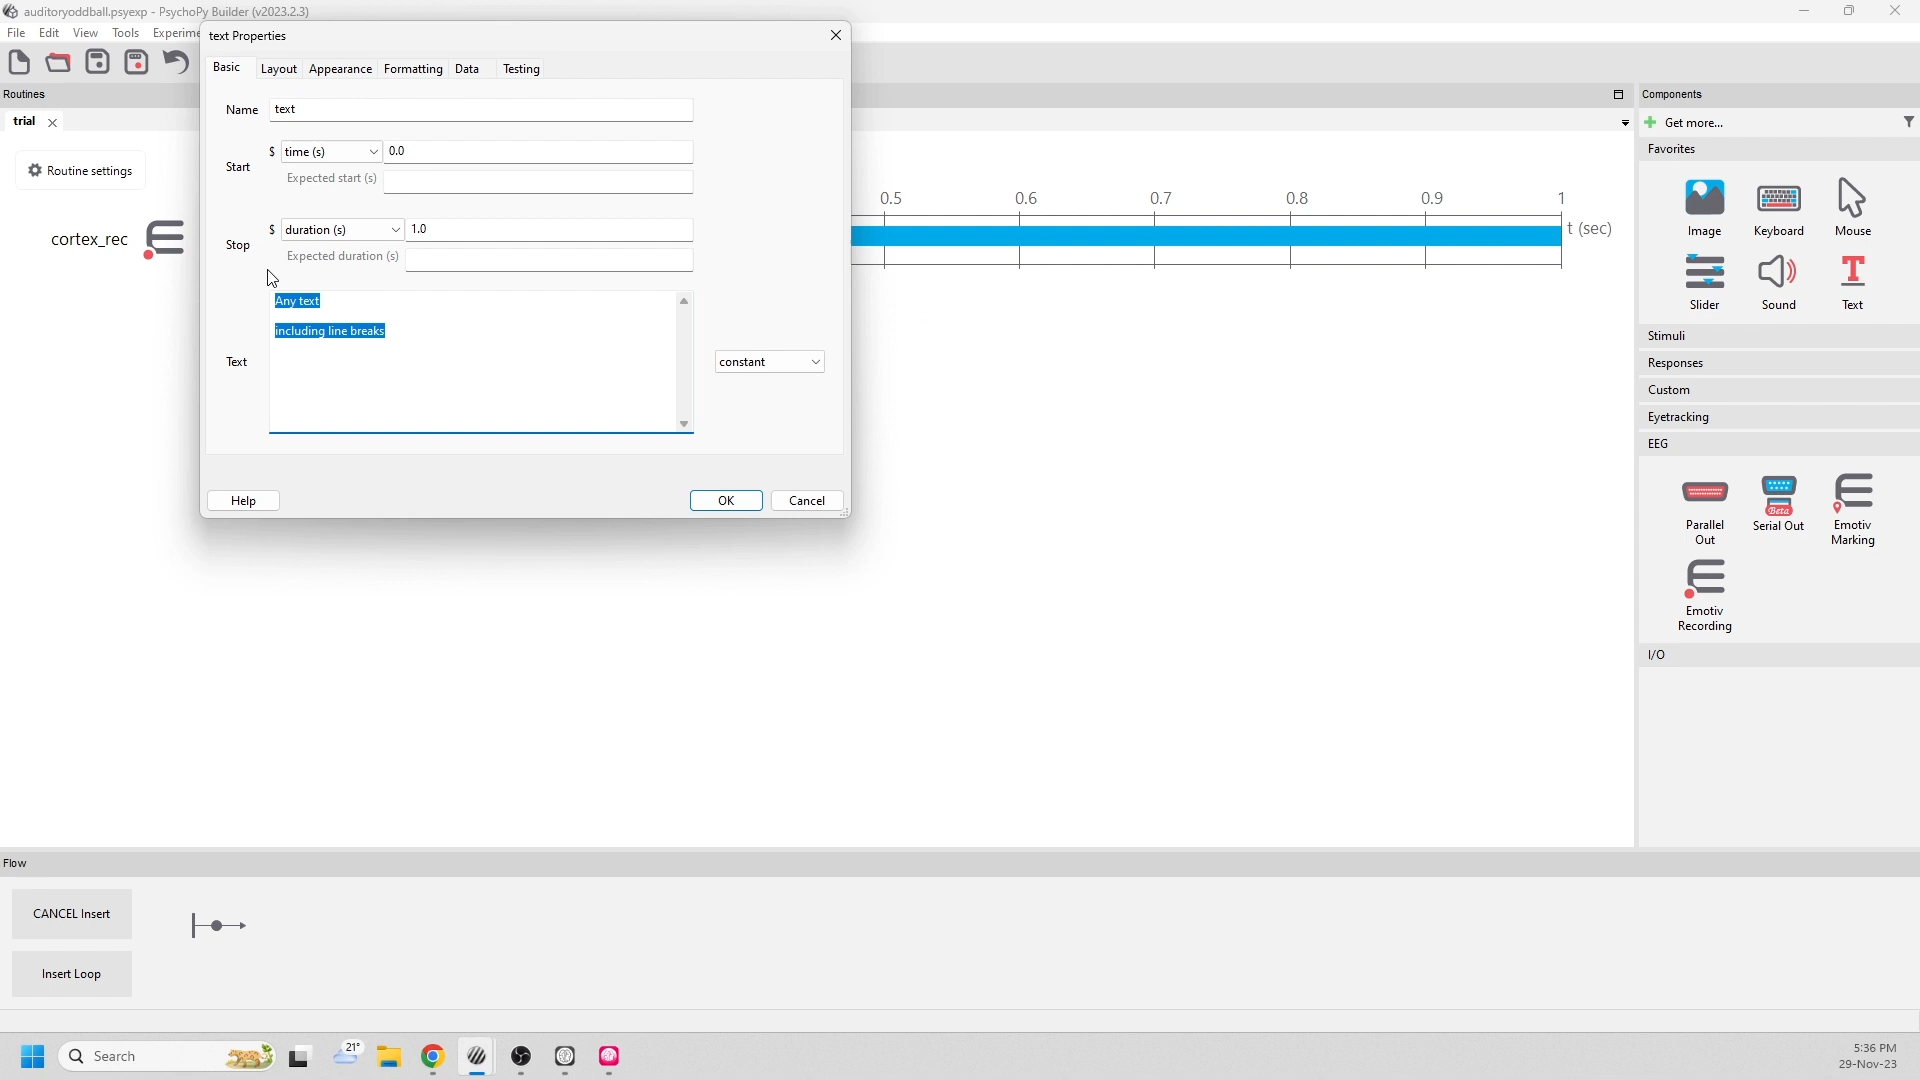 auditoryoddball.psyexp - PsychoPy Builder (v2023.2.3)
File Edit View Tools Experime
text Properties
Basic Layout Appearance Formatting Data Testing
Routines
trial
Routine settings
cortex_rec
Name text
Start $ time (s) 0.0
Expected start (s)
Stop $ duration (s) 1.0
Expected duration (s)
Text
Any text
including line breaks
constant
Help OK Cancel
0.5 0.6 0.7 0.8 0.9 1
t (sec)
Components
Get more...
Favorites
Image Keyboard Mouse
Slider Sound Text
Stimuli
Responses
Custom
Eyetracking
EEG
Parallel Out
Beta
Serial Out
Emotiv Marking
Emotiv Recording
I/O
Flow
CANCEL Insert
Insert Loop
Search
21°
5:36 PM
29-Nov-23